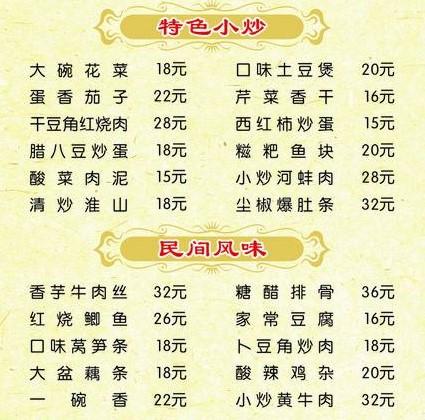 特色小炒
大碗花菜 18元 口味土豆煲 20元
蛋香茄子 22元 芹菜香干 16元
干豆角红烧肉 28元 西红柿炒蛋 15元
腊八豆炒蛋 18元 糍粑鱼块 20元
酸菜肉泥 15元 小炒河蚌肉 28元
清炒淮山 18元 尘椒爆肚条 32元
民间风味
香芋牛肉丝 32元 糖醋排骨 36元
红烧鲫鱼 26元 家常豆腐 16元
口味莴笋条 18元 卜豆角炒肉 18元
大盆藕条 18元 酸辣鸡杂 20元
一碗香 22元 小炒黄牛肉 32元